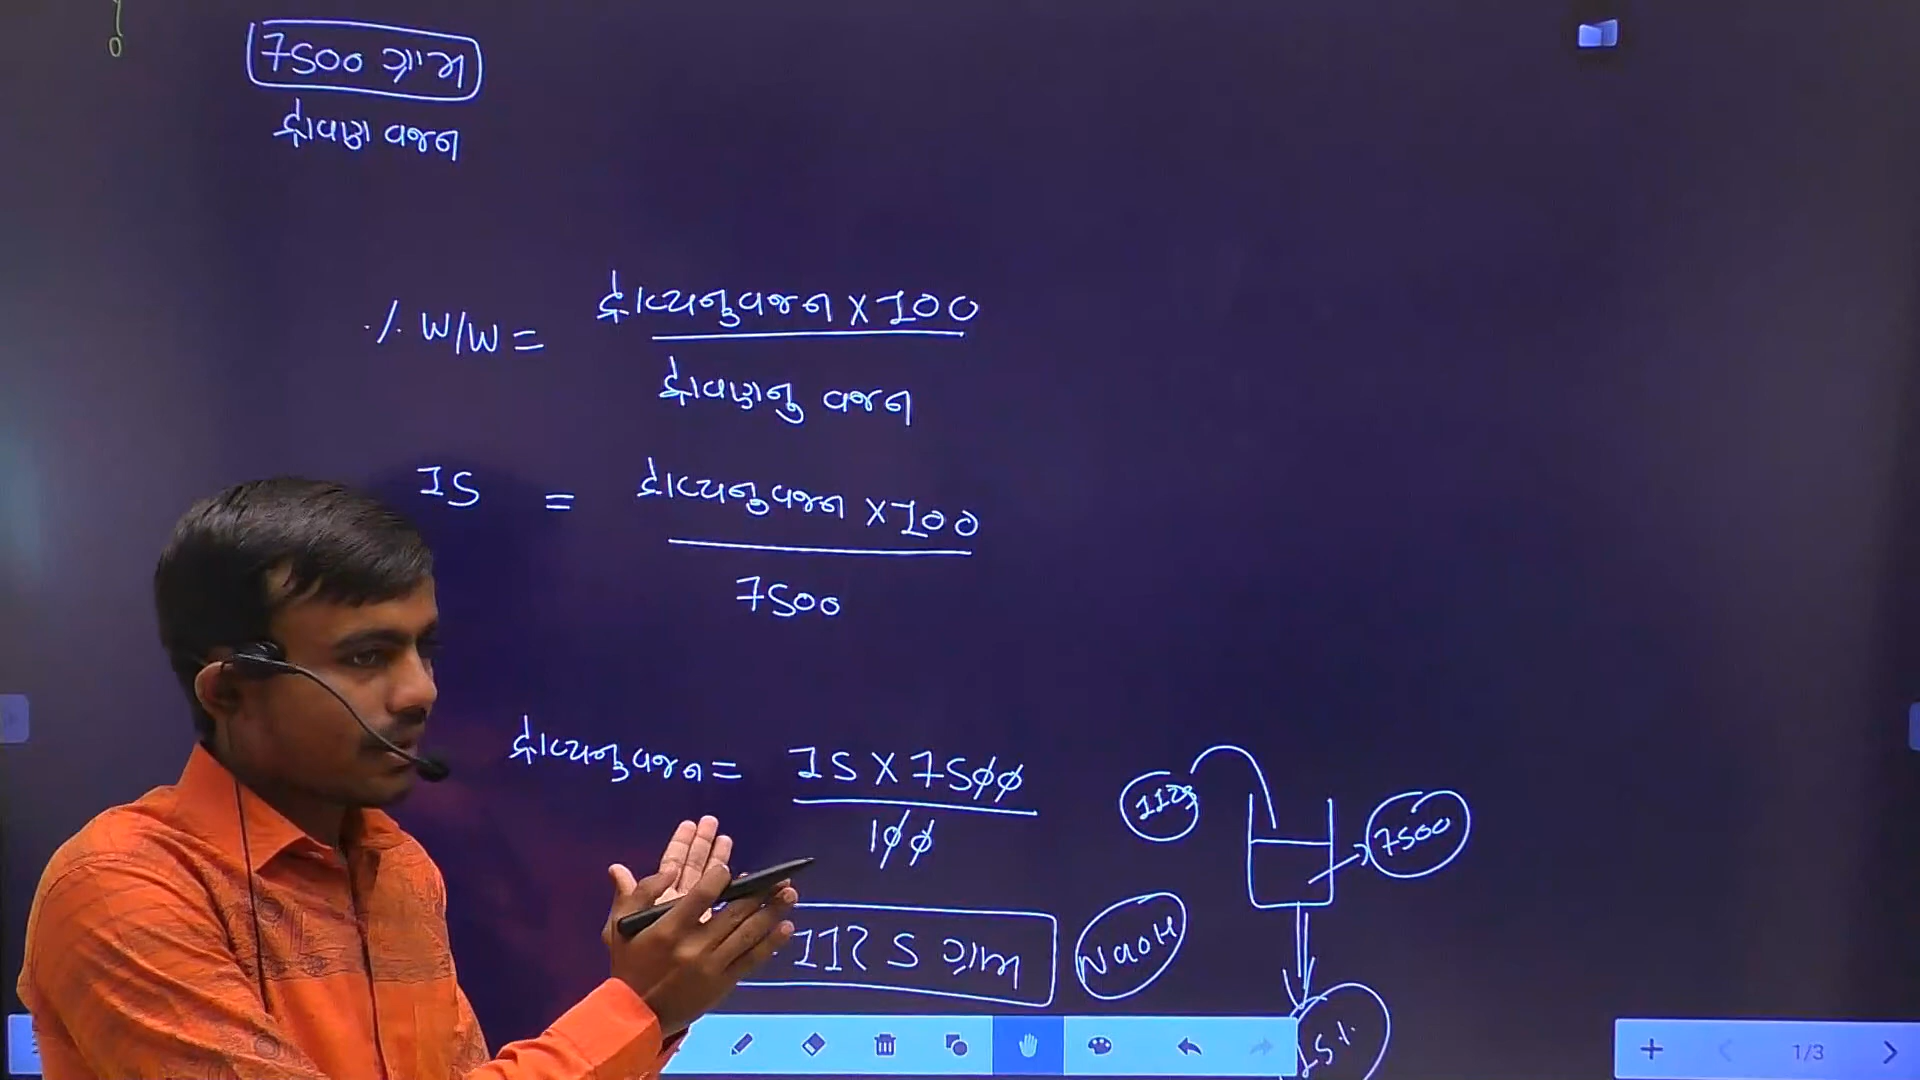 0
7500 ગ્રામ
દ્રાવણ વજન
% W/W = દ્રાવ્યનુ વજન X 100
દ્રાવણનુ વજન
15 = દ્રાવ્યનુ વજન X 100
7500
દ્રાવ્યનુ વજન = 15 X 7500
100
1125 ગ્રામ
NaOH
1125
7500
15%
1/3